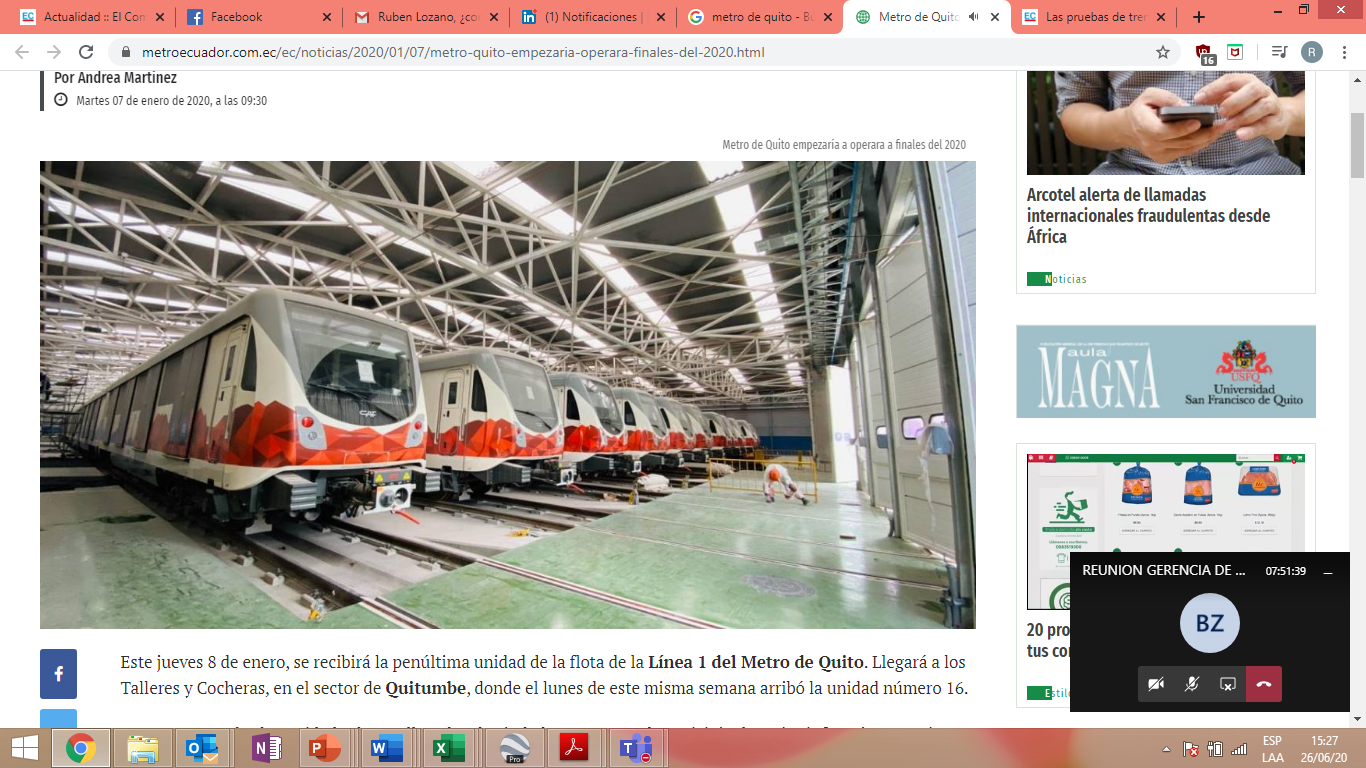 Actualidad :: El Com
Facebook
Ruben Lozano, ¿co
(1) Notificaciones |
metro de quito - Bú
Metro de Quito
Las pruebas de tren
metroecuador.com.ec/ec/noticias/2020/01/07/metro-quito-empezaria-operara-finales-del-2020.html
16
R
Por Andrea Martínez
Martes 07 de enero de 2020, a las 09:30
Metro de Quito empezaría a operara a finales del 2020
CAF
Este jueves 8 de enero, se recibirá la penúltima unidad de la flota de la Línea 1 del Metro de Quito. Llegará a los
Talleres y Cocheras, en el sector de Quitumbe, donde el lunes de este misma semana arribó la unidad número 16.
Arcotel alerta de llamadas
internacionales fraudulentas desde
África
Noticias
aula
MAGNA
USFQ
Universidad
San Francisco de Quito
20 pro
tus con
Estilo
REUNION GERENCIA DE ...
07:51:39
BZ
Pro
ESP
LAA
15:27
26/06/20